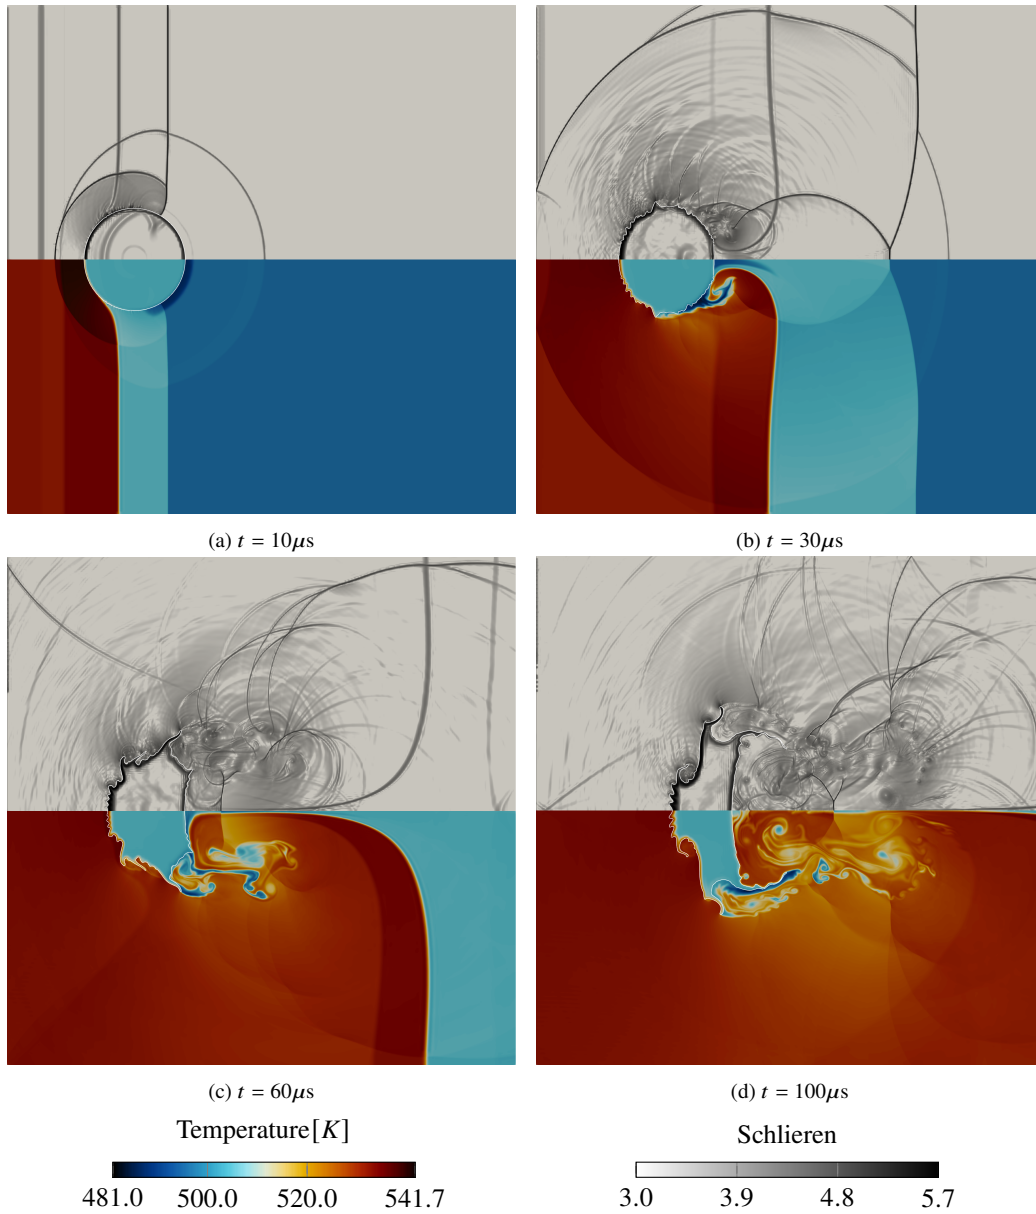 (a) t = 10μs
(b) t = 30μs
(c) t = 60μs
(d) t = 100μs
Temperature[K]
481.0 500.0 520.0 541.7
Schlieren
3.0 3.9 4.8 5.7